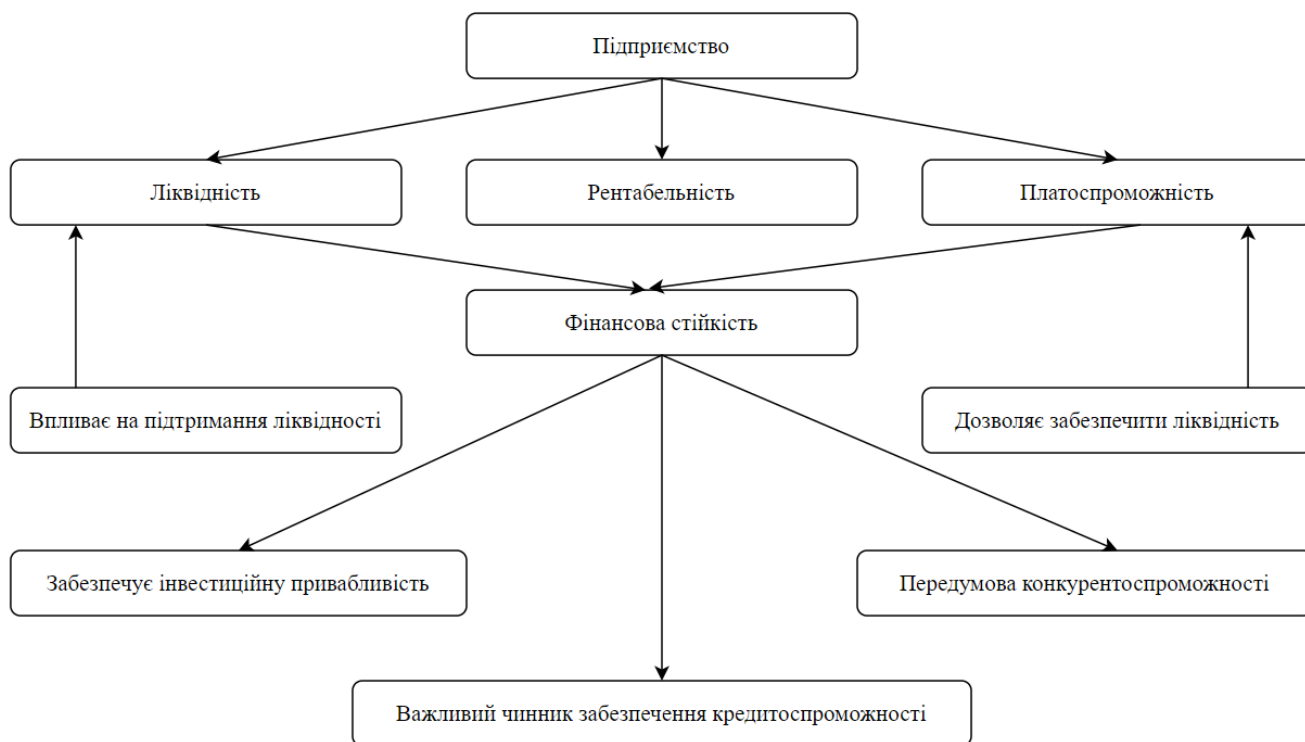 Підприємство
Ліквідність
Рентабельність
Платоспроможність
Фінансова стійкість
Впливає на підтримання ліквідності
Дозволяє забезпечити ліквідність
Забезпечує інвестиційну привабливість
Передумова конкурентоспроможності
Важливий чинник забезпечення кредитоспроможності